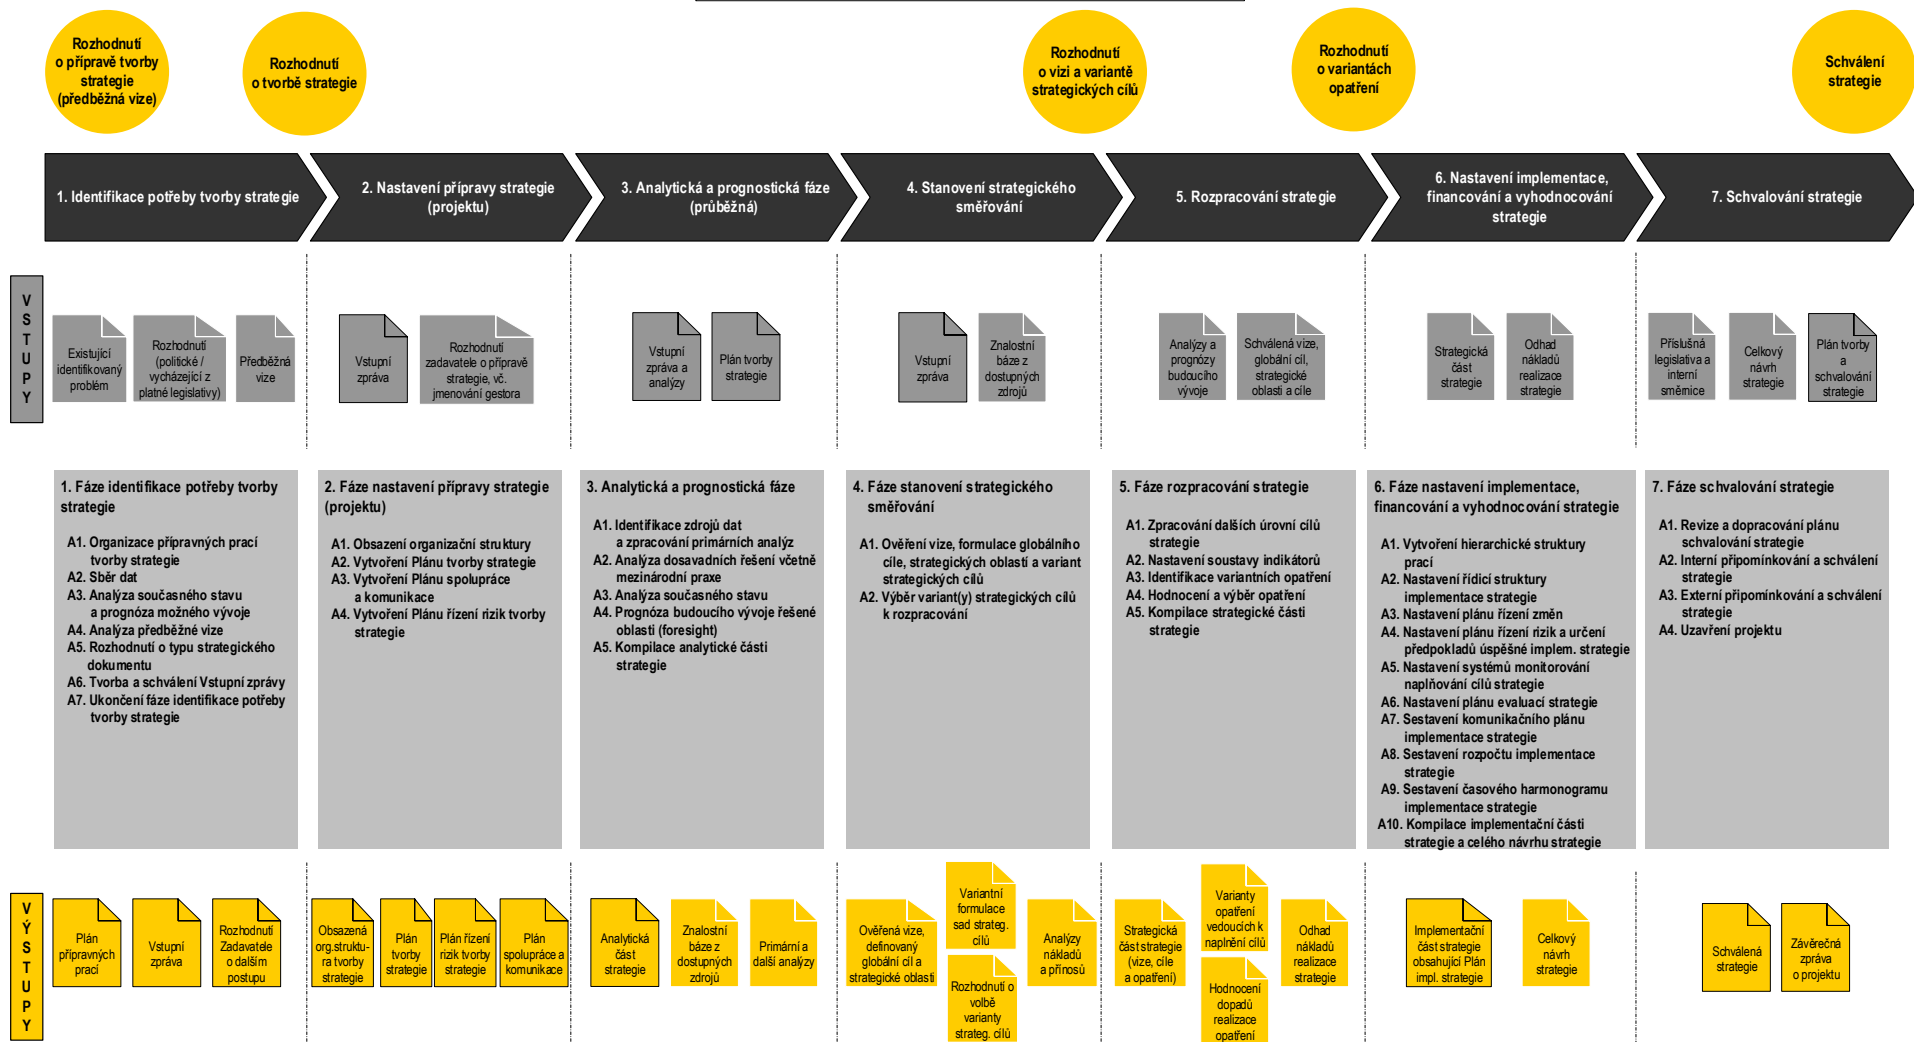 Rozhodnutí
o přípravě tvorby
strategie
(předběžná vize)
Rozhodnutí
o tvorbě strategie
Rozhodnutí
o vizi a variantě
strategických cílů
Rozhodnutí
o variantách
opatření
Schválení
strategie
1. Identifikace potřeby tvorby strategie
2. Nastavení přípravy strategie
(projektu)
3. Analytická a prognostická fáze
(průběžná)
4. Stanovení strategického
směřování
5. Rozpracování strategie
6. Nastavení implementace,
financování a vyhodnocování
strategie
7. Schvalování strategie
V
S
T
U
P
Y
Existující
identifikovaný
problém
Rozhodnutí
(politické /
vycházející z
platné legislativy)
Předběžná
vize
Vstupní
zpráva
Rozhodnutí
zadavatele o přípravě
strategie, vč.
jmenování gestora
Vstupní
zpráva a
analýzy
Plán tvorby
strategie
Vstupní
zpráva
Znalostní
báze z
dostupných
zdrojů
Analýzy a
prognózy
budoucího
vývoje
Schválená vize,
globální cíl,
strategické
oblasti a cíle
Strategická
část
strategie
Odhad
nákladů
realizace
strategie
Příslušná
legislativa a
interní
směrnice
Celkový
návrh
strategie
Plán tvorby
a
schvalování
strategie
1. Fáze identifikace potřeby tvorby
strategie
A1. Organizace přípravných prací
tvorby strategie
A2. Sběr dat
A3. Analýza současného stavu
a prognóza možného vývoje
A4. Analýza předběžné vize
A5. Rozhodnutí o typu strategického
dokumentu
A6. Tvorba a schválení Vstupní zprávy
A7. Ukončení fáze identifikace potřeby
tvorby strategie
2. Fáze nastavení přípravy strategie
(projektu)
A1. Obsazení organizační struktury
A2. Vytvoření Plánu tvorby strategie
A3. Vytvoření Plánu spolupráce
a komunikace
A4. Vytvoření Plánu řízení rizik tvorby
strategie
3. Analytická a prognostická fáze
A1. Identifikace zdrojů dat
a zpracování primárních analýz
A2. Analýza dosavadních řešení včetně
mezinárodní praxe
A3. Analýza současného stavu
A4. Prognóza budoucího vývoje řešené
oblasti (foresight)
A5. Kompilace analytické části
strategie
4. Fáze stanovení strategického
směřování
A1. Ověření vize, formulace globálního
cíle, strategických oblastí a variant
strategických cílů
A2. Výběr variant(y) strategických cílů
k rozpracování
5. Fáze rozpracování strategie
A1. Zpracování dalších úrovní cílů
strategie
A2. Nastavení soustavy indikátorů
A3. Identifikace variantních opatření
A4. Hodnocení a výběr opatření
A5. Kompilace strategické části
strategie
6. Fáze nastavení implementace,
financování a vyhodnocování strategie
A1. Vytvoření hierarchické struktury
prací
A2. Nastavení řídicí struktury
implementace strategie
A3. Nastavení plánu řízení změn
A4. Nastavení plánu řízení rizik a určení
předpokladů úspěšné implem. strategie
A5. Nastavení systémů monitorování
naplňování cílů strategie
A6. Nastavení plánu evaluací strategie
A7. Sestavení komunikačního plánu
implementace strategie
A8. Sestavení rozpočtu implementace
strategie
A9. Sestavení časového harmonogramu
implementace strategie
A10. Kompilace implementační části
strategie a celého návrhu strategie
7. Fáze schvalování strategie
A1. Revize a dopracování plánu
schvalování strategie
A2. Interní připomínkování a schválení
strategie
A3. Externí připomínkování a schválení
strategie
A4. Uzavření projektu
V
Ý
S
T
U
P
Y
Plán
přípravných
prací
Vstupní
zpráva
Rozhodnutí
Zadavatele
o dalším
postupu
Obsazená
org.struktu-
ra tvorby
strategie
Plán
tvorby
strategie
Plán řízení
rizik tvorby
strategie
Plán
spolupráce a
komunikace
Analytická
část
strategie
Znalostní
báze z
dostupných
zdrojů
Primární a
další analýzy
Ověřená vize,
definovaný
globální cíl a
strategické oblasti
Variantní
formulace
sad strateg.
cílů
Rozhodnutí o
volbě
varianty
strateg. cílů
Analýzy
nákladů
a přínosů
Strategická
část strategie
(vize, cíle
a opatření)
Varianty
opatření
vedoucích k
naplnění cílů
Hodnocení
dopadů
realizace
opatření
Odhad
nákladů
realizace
strategie
Implementační
část strategie
obsahující Plán
impl. strategie
Celkový
návrh
strategie
Schválená
strategie
Závěrečná
zpráva
o projektu